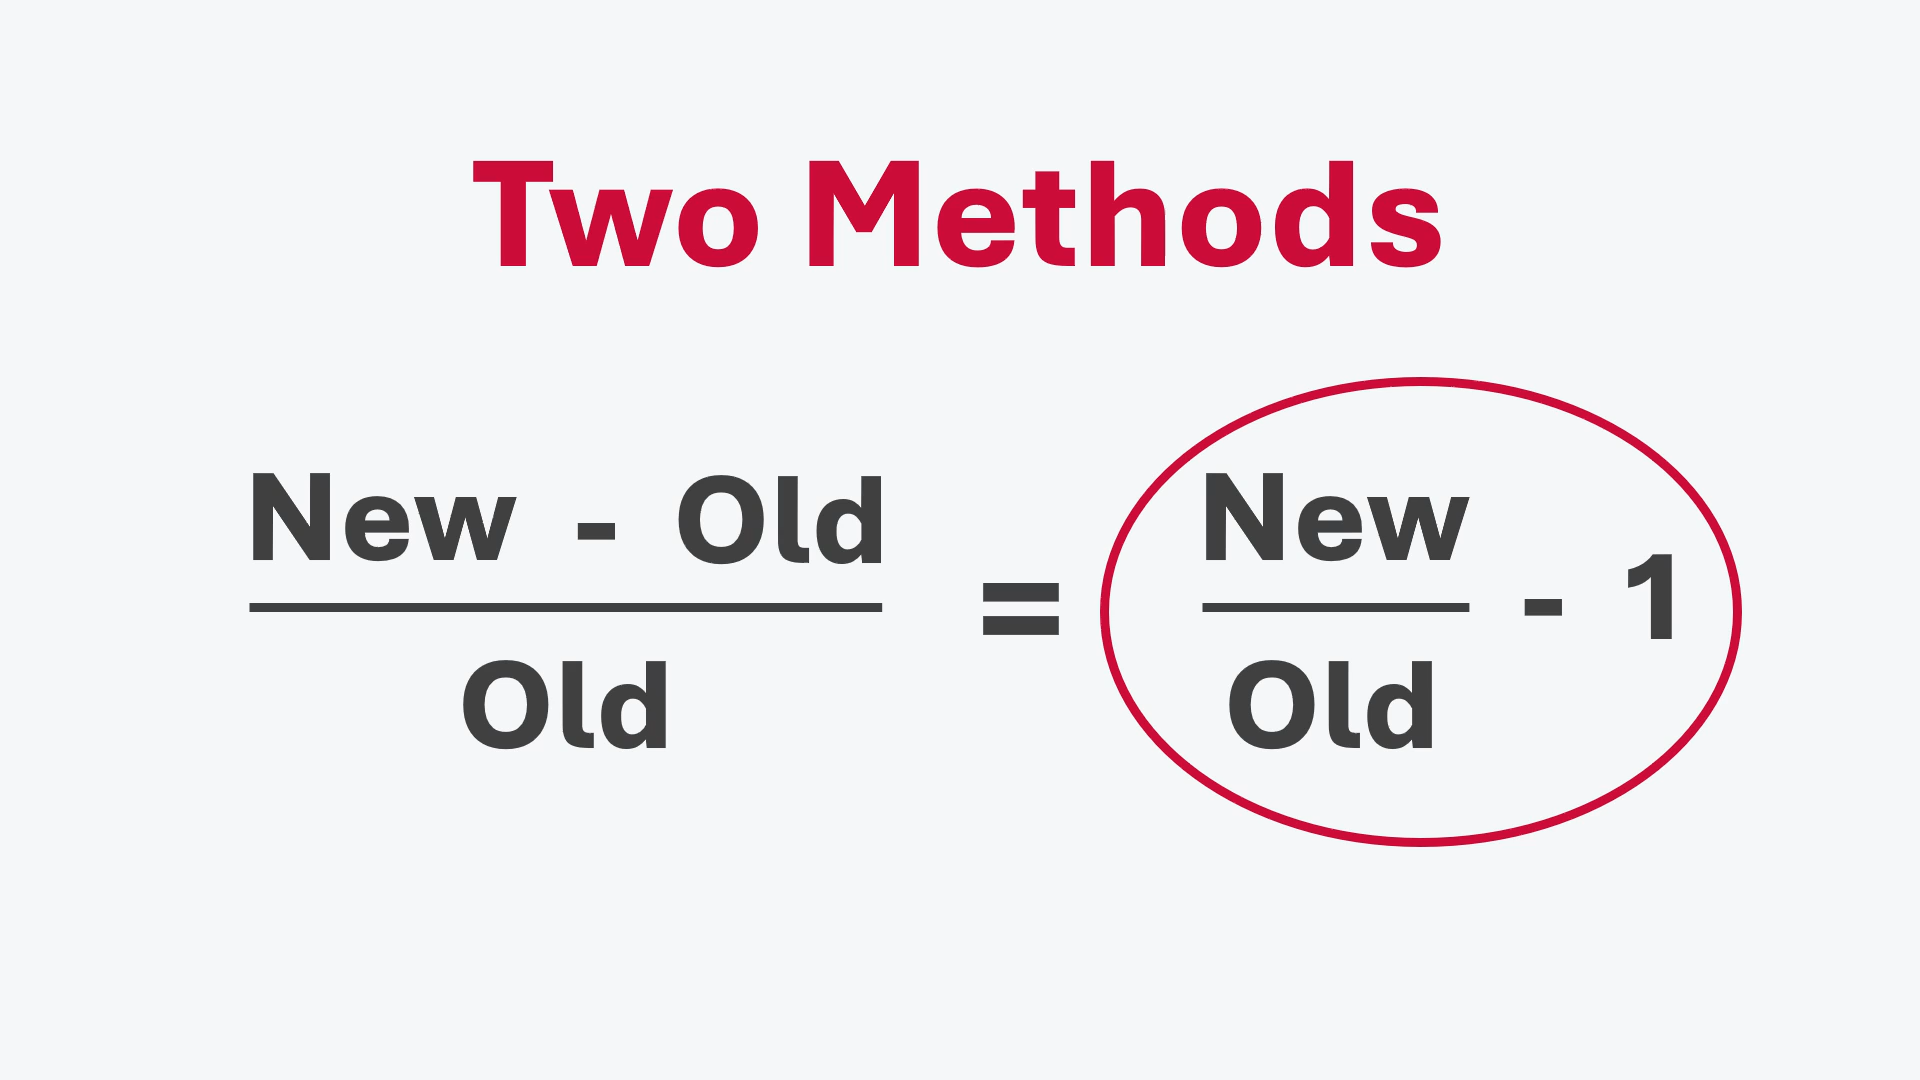 Two Methods
New - Old
Old
=
New
Old
- 1